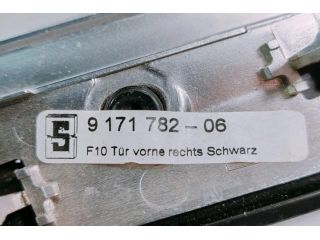 S 9 171 782 - 06
F10 Tür vorne rechts Schwarz